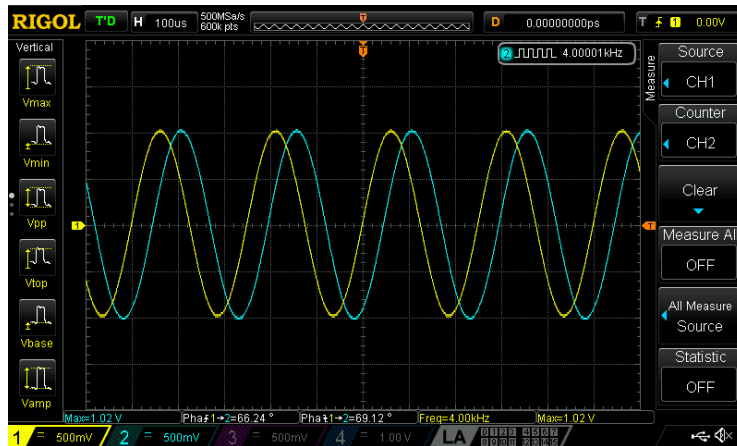 RIGOL T'D H 100us 500MSa/s 600k pts D 0.00000000ps T 1 0.00V
Vertical
Vmax
Vmin
Vpp
Vtop
Vbase
Vamp
2 4.00001kHz
T
1
T
Measure
Source
CH1
Counter
CH2
Clear
Measure Al
OFF
All Measure
Source
Statistic
OFF
Max=1.02 V Pha1→2=66.24 ° Pha1→2=69.12 ° Freq=4.00kHz Max=1.02 V
1 = 500mV 2 = 500mV 3 = 500mV 4 = 1.00 V LA